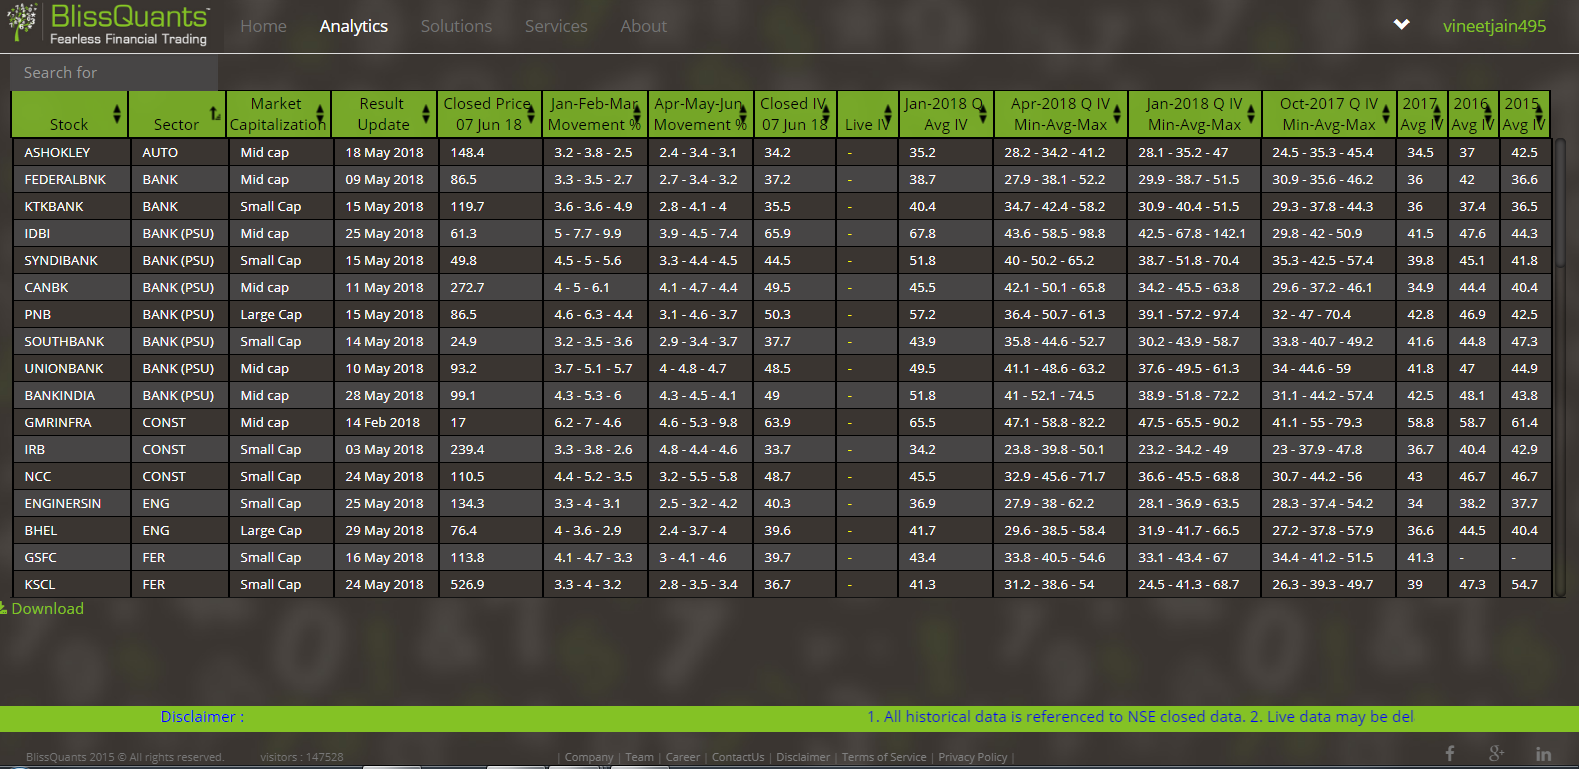 BlissQuants
Fearless Financial Trading
Home Analytics Solutions Services About vineetjain495
Search for
Stock Sector Market Capitalization Result Update Closed Price 07 Jun 18 Jan-Feb-Mar Movement % Apr-May-Jun Movement % Closed IV 07 Jun 18 Live IV Jan-2018 Q Avg IV Apr-2018 Q IV Min-Avg-Max Jan-2018 Q IV Min-Avg-Max Oct-2017 Q IV Min-Avg-Max 2017 Avg IV 2016 Avg IV 2015 Avg IV
ASHOKLEY AUTO Mid cap 18 May 2018 148.4 3.2 - 3.8 - 2.5 2.4 - 3.4 - 3.1 34.2 - 35.2 28.2 - 34.2 - 41.2 28.1 - 35.2 - 47 24.5 - 35.3 - 45.4 34.5 37 42.5
FEDERALBNK BANK Mid cap 09 May 2018 86.5 3.3 - 3.5 - 2.7 2.7 - 3.4 - 3.2 37.2 - 38.7 27.9 - 38.1 - 52.2 29.9 - 38.7 - 51.5 30.9 - 35.6 - 46.2 36 42 36.6
KTKBANK BANK Small Cap 15 May 2018 119.7 3.6 - 3.6 - 4.9 2.8 - 4.1 - 4 35.5 - 40.4 34.7 - 42.4 - 58.2 30.9 - 40.4 - 51.5 29.3 - 37.8 - 44.3 36 37.4 36.5
IDBI BANK (PSU) Mid cap 25 May 2018 61.3 5 - 7.7 - 9.9 3.9 - 4.5 - 7.4 65.9 - 67.8 43.6 - 58.5 - 98.8 42.5 - 67.8 - 142.1 29.8 - 42 - 50.9 41.5 47.6 44.3
SYNDIBANK BANK (PSU) Small Cap 15 May 2018 49.8 4.5 - 5 - 5.6 3.3 - 4.4 - 4.5 44.5 - 51.8 40 - 50.2 - 65.2 38.7 - 51.8 - 70.4 35.3 - 42.5 - 57.4 39.8 45.1 41.8
CANBK BANK (PSU) Mid cap 11 May 2018 272.7 4 - 5 - 6.1 4.1 - 4.7 - 4.4 49.5 - 45.5 42.1 - 50.1 - 65.8 34.2 - 45.5 - 63.8 29.6 - 37.2 - 46.1 34.9 44.4 40.4
PNB BANK (PSU) Large Cap 15 May 2018 86.5 4.6 - 6.3 - 4.4 3.1 - 4.6 - 3.7 50.3 - 57.2 36.4 - 50.7 - 61.3 39.1 - 57.2 - 97.4 32 - 47 - 70.4 42.8 46.9 42.5
SOUTHBANK BANK (PSU) Small Cap 14 May 2018 24.9 3.2 - 3.5 - 3.6 2.9 - 3.4 - 3.7 37.7 - 43.9 35.8 - 44.6 - 52.7 30.2 - 43.9 - 58.7 33.8 - 40.7 - 49.2 41.6 44.8 47.3
UNIONBANK BANK (PSU) Mid cap 10 May 2018 93.2 3.7 - 5.1 - 5.7 4 - 4.8 - 4.7 48.5 - 49.5 41.1 - 48.6 - 63.2 37.6 - 49.5 - 61.3 34 - 44.6 - 59 41.8 47 44.9
BANKINDIA BANK (PSU) Mid cap 28 May 2018 99.1 4.3 - 5.3 - 6 4.3 - 4.5 - 4.1 49 - 51.8 41 - 52.1 - 74.5 38.9 - 51.8 - 72.2 31.1 - 44.2 - 57.4 42.5 48.1 43.8
GMRINFRA CONST Mid cap 14 Feb 2018 17 6.2 - 7 - 4.6 4.6 - 5.3 - 9.8 63.9 - 65.5 47.1 - 58.8 - 82.2 47.5 - 65.5 - 90.2 41.1 - 55 - 79.3 58.8 58.7 61.4
IRB CONST Small Cap 03 May 2018 239.4 3.3 - 3.8 - 2.6 4.8 - 4.4 - 4.6 33.7 - 34.2 23.8 - 39.8 - 50.1 23.2 - 34.2 - 49 23 - 37.9 - 47.8 36.7 40.4 42.9
NCC CONST Small Cap 24 May 2018 110.5 4.4 - 5.2 - 3.5 3.2 - 5.5 - 5.8 48.7 - 45.5 32.9 - 45.6 - 71.7 36.6 - 45.5 - 68.8 30.7 - 44.2 - 56 43 46.7 46.7
ENGINERSIN ENG Small Cap 25 May 2018 134.3 3.3 - 4 - 3.1 2.5 - 3.2 - 4.2 40.3 - 36.9 27.9 - 38 - 62.2 28.1 - 36.9 - 63.5 28.3 - 37.4 - 54.2 34 38.2 37.7
BHEL ENG Large Cap 29 May 2018 76.4 4 - 3.6 - 2.9 2.4 - 3.7 - 4 39.6 - 41.7 29.6 - 38.5 - 58.4 31.9 - 41.7 - 66.5 27.2 - 37.8 - 57.9 36.6 44.5 40.4
GSFC FER Small Cap 16 May 2018 113.8 4.1 - 4.7 - 3.3 3 - 4.1 - 4.6 39.7 - 43.4 33.8 - 40.5 - 54.6 33.1 - 43.4 - 67 34.4 - 41.2 - 51.5 41.3 - -
KSCL FER Small Cap 24 May 2018 526.9 3.3 - 4 - 3.2 2.8 - 3.5 - 3.4 36.7 - 41.3 31.2 - 38.6 - 54 24.5 - 41.3 - 68.7 26.3 - 39.3 - 49.7 39 47.3 54.7
Download
Disclaimer : 1. All historical data is referenced to NSE closed data. 2. Live data may be del
BlissQuants 2015 © All rights reserved. visitors : 147528 | Company | Team | Career | ContactUs | Disclaimer | Terms of Service | Privacy Policy |